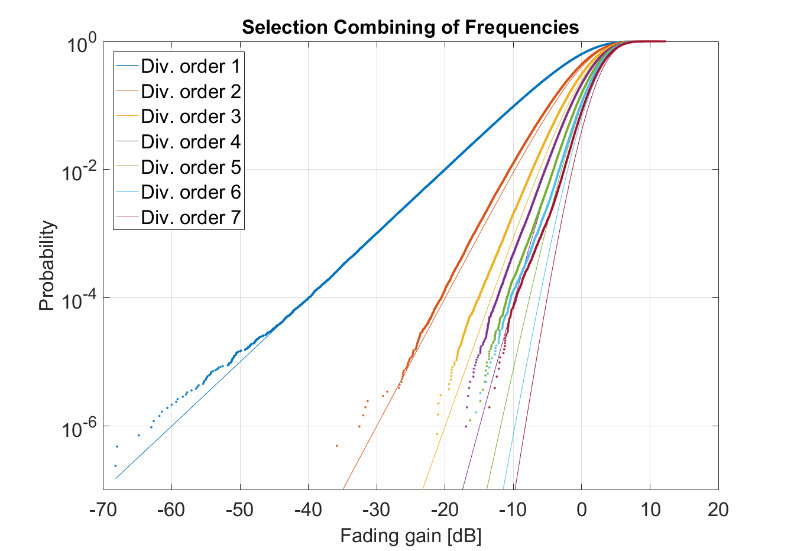 Selection Combining of Frequencies
10^0
10^-2
10^-4
10^-6
Probability
Div. order 1
Div. order 2
Div. order 3
Div. order 4
Div. order 5
Div. order 6
Div. order 7
-70 -60 -50 -40 -30 -20 -10 0 10 20
Fading gain [dB]